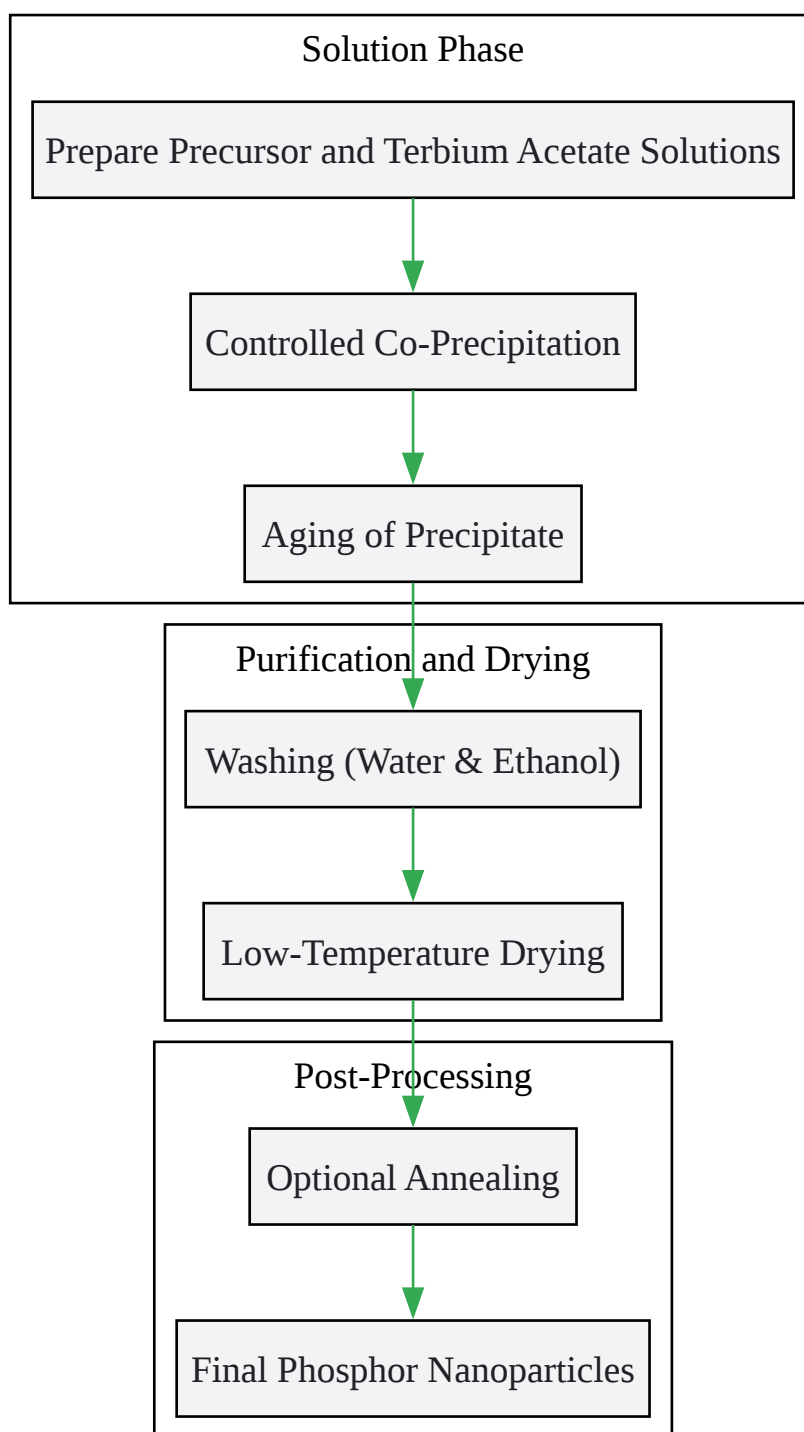 Solution Phase
Prepare Precursor and Terbium Acetate Solutions
Controlled Co-Precipitation
Aging of Precipitate
Purification and Drying
Washing (Water & Ethanol)
Low-Temperature Drying
Post-Processing
Optional Annealing
Final Phosphor Nanoparticles